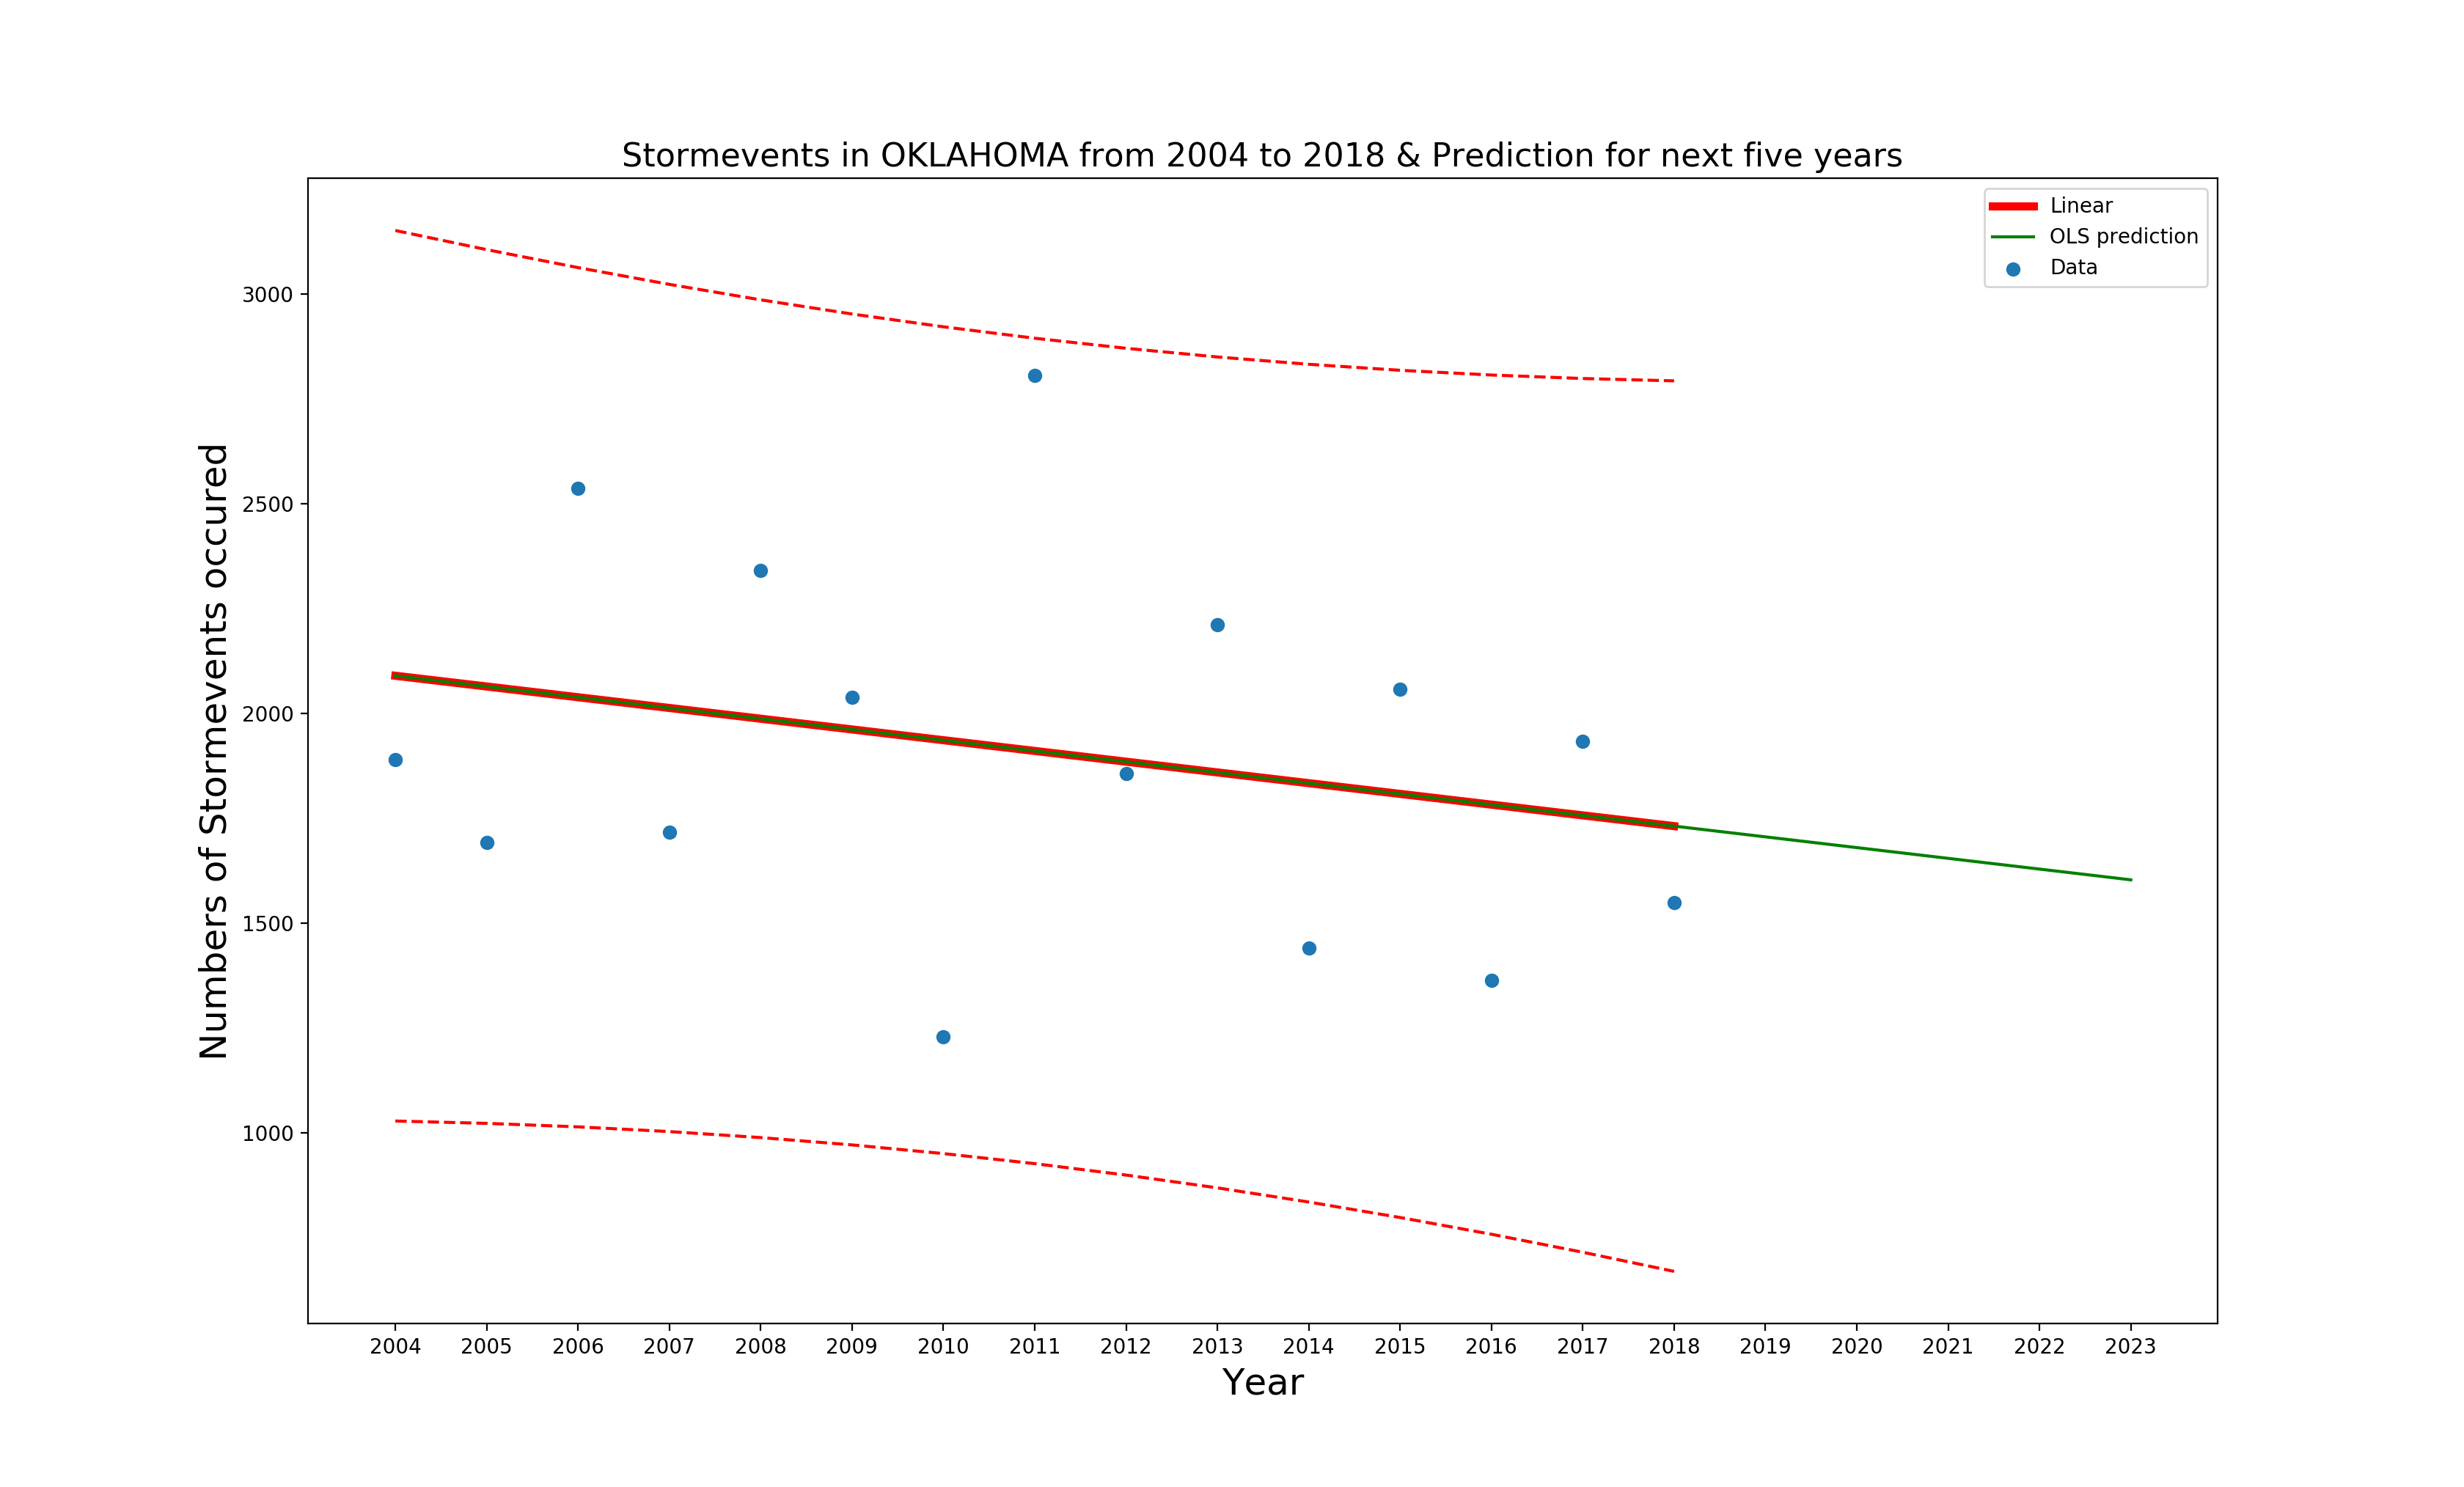 Stormevents in OKLAHOMA from 2004 to 2018 & Prediction for next five years
Linear
OLS prediction
Data
3000
2500
2000
1500
1000
Numbers of Stormevents occured
2004 2005 2006 2007 2008 2009 2010 2011 2012 2013 2014 2015 2016 2017 2018 2019 2020 2021 2022 2023
Year